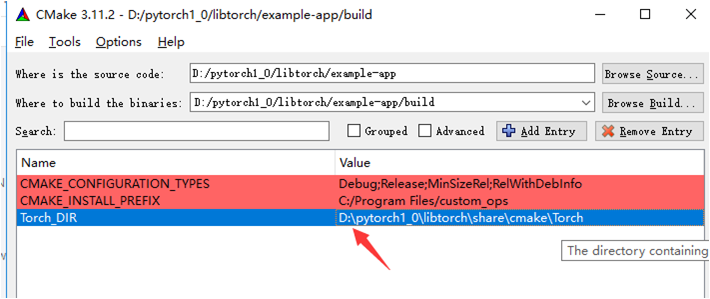 CMake 3.11.2 - D:/pytorch1_0/libtorch/example-app/build
File Tools Options Help
Where is the source code: D:/pytorch1_0/libtorch/example-app Browse Source...
Where to build the binaries: D:/pytorch1_0/libtorch/example-app/build Browse Build...
Search: Grouped Advanced Add Entry Remove Entry
Name Value
CMAKE_CONFIGURATION_TYPES Debug;Release;MinSizeRel;RelWithDebInfo
CMAKE_INSTALL_PREFIX C:/Program Files/custom_ops
Torch_DIR D:\pytorch1_0\libtorch\share\cmake\Torch
The directory containing